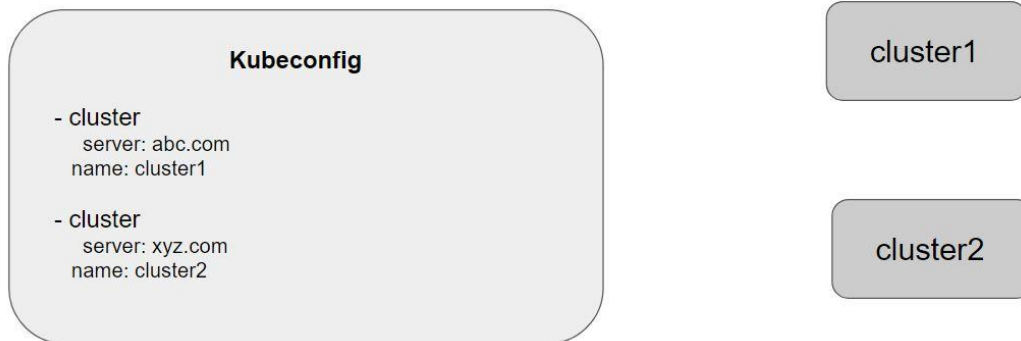 Kubeconfig
- cluster
server: abc.com
name: cluster1
- cluster
server: xyz.com
name: cluster2
cluster1
cluster2